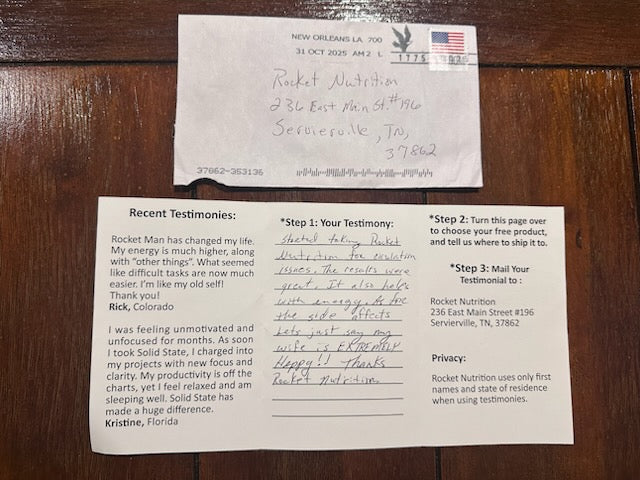 NEW ORLEANS LA 700
31 OCT 2025 AM 2 L
1775
Rocket Nutrition
236 East Main St. #196
Servierville, TN,
37862
37862-353136
Recent Testimonies:
Rocket Man has changed my life.
My energy is much higher, along
with “other things”. What seemed
like difficult tasks are now much
easier. I’m like my old self!
Thank you!
Rick, Colorado
I was feeling unmotivated and
unfocused for months. As soon
I took Solid State, I charged into
my projects with new focus and
clarity. My productivity is off the
charts, yet I feel relaxed and am
sleeping well. Solid State has
made a huge difference.
Kristine, Florida
*Step 1: Your Testimony:
Started taking Rocket
Nutrition for
issues. The results were
great. It also helps
with energy. As for
the side affects
Lets just say my
wife is EXTREMELY
Happy!! Thanks
Rocket Nutrition.
*Step 2: Turn this page over
to choose your free product,
and tell us where to ship it.
*Step 3: Mail Your
Testimonial to :
Rocket Nutrition
236 East Main Street #196
Servierville, TN, 37862
Privacy:
Rocket Nutrition uses only first
names and state of residence
when using testimonies.